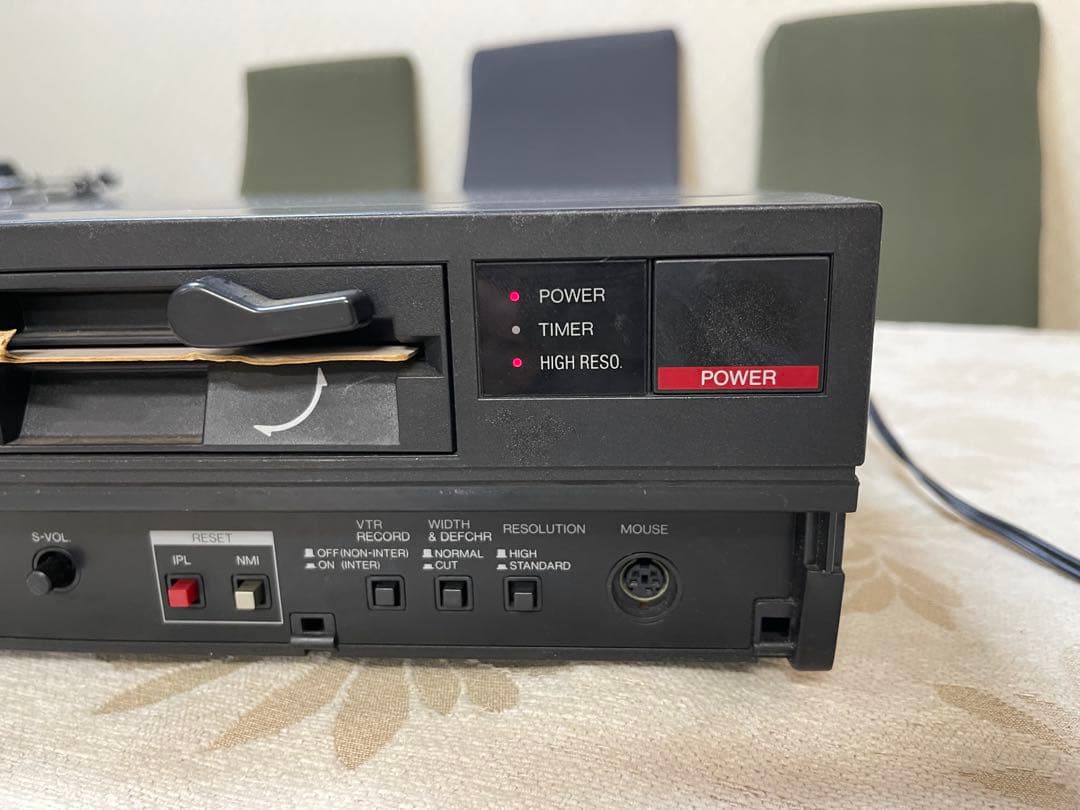 POWER
TIMER
HIGH RESO.
POWER
S-VOL.
RESET
IPL
NMI
VTR
RECORD
OFF(NON-INTER)
ON (INTER)
WIDTH
& DEFCHR
NORMAL
CUT
RESOLUTION
HIGH
STANDARD
MOUSE